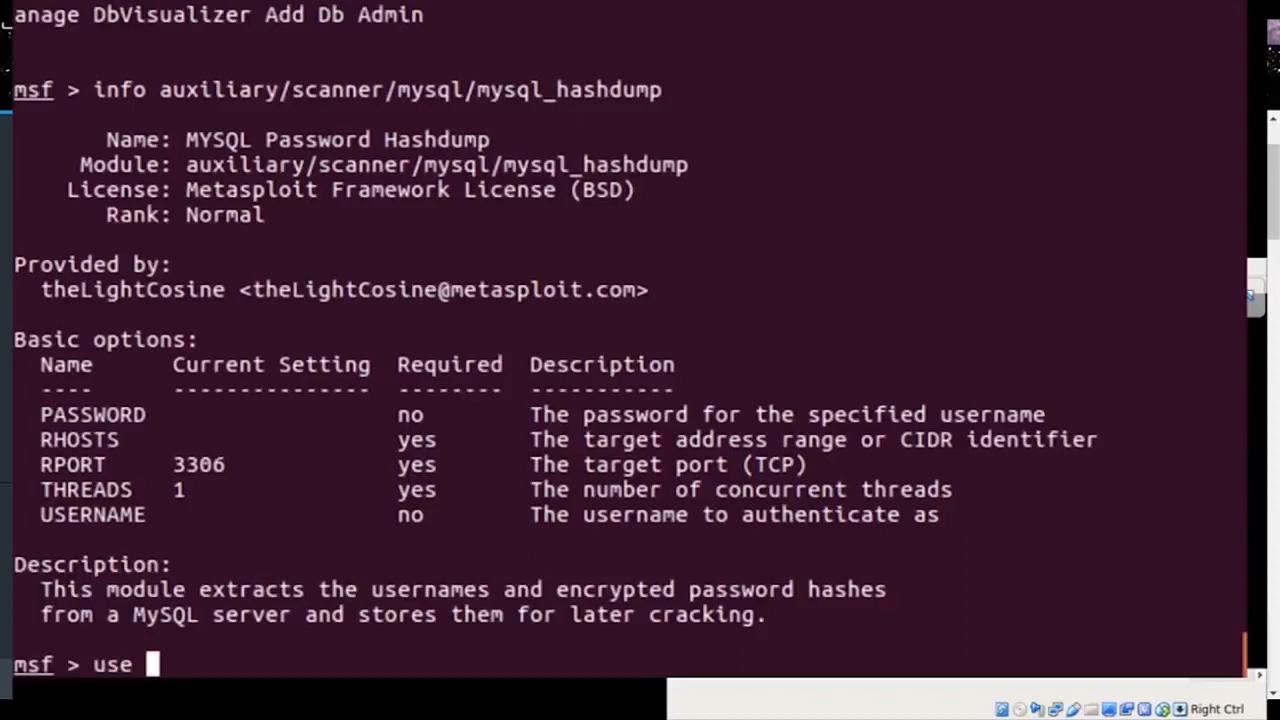 anage DbVisualizer Add Db Admin
msf > info auxiliary/scanner/mysql/mysql_hashdump
Name: MYSQL Password Hashdump
Module: auxiliary/scanner/mysql/mysql_hashdump
License: Metasploit Framework License (BSD)
Rank: Normal
Provided by:
theLightCosine <theLightCosine@metasploit.com>
Basic options:
Name Current Setting Required Description
---- --------------- -------- -----------
PASSWORD no The password for the specified username
RHOSTS yes The target address range or CIDR identifier
RPORT 3306 yes The target port (TCP)
THREADS 1 yes The number of concurrent threads
USERNAME no The username to authenticate as
Description:
This module extracts the usernames and encrypted password hashes
from a MySQL server and stores them for later cracking.
msf > use
Right Ctrl